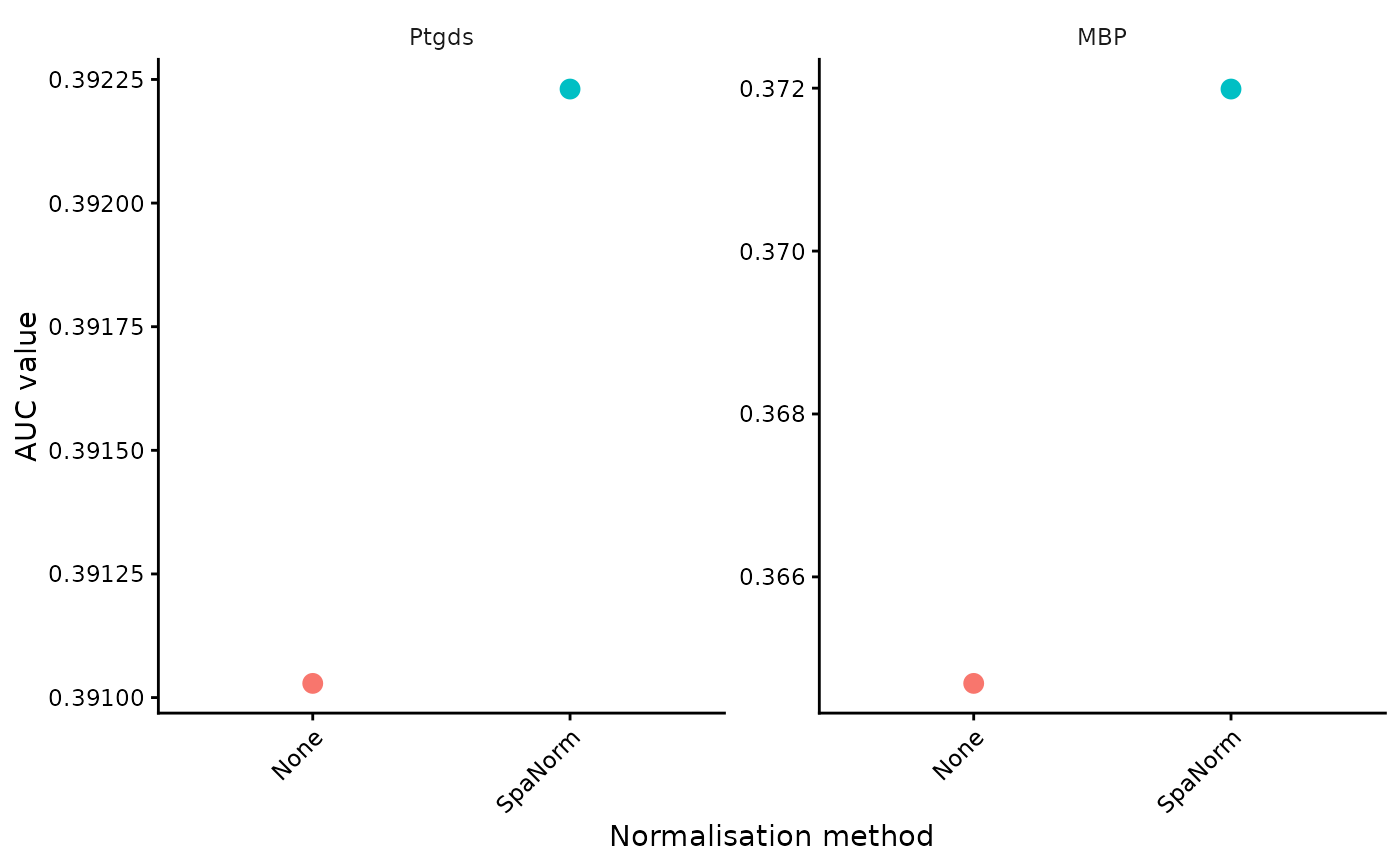 Ptgds
MBP
AUC value
0.39225
0.39200
0.39175
0.39150
0.39125
0.39100
0.372
0.370
0.368
0.366
None
SpaNorm
None
SpaNorm
Normalisation method